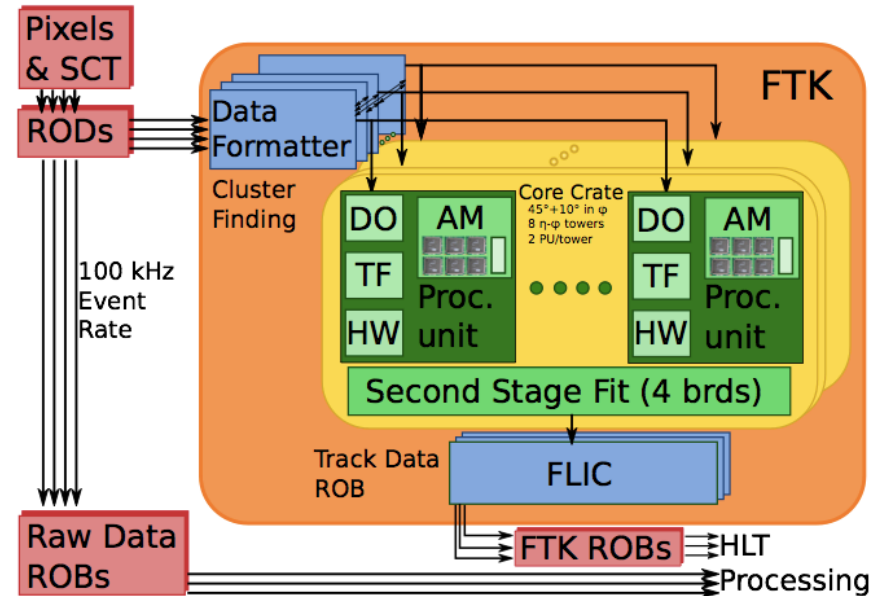 Pixels
& SCT
RODs
Data
Formatter
Cluster
Finding
FTK
100 kHz
Event
Rate
Core Crate
45°+10° in φ
8 η-φ towers
2 PU/tower
DO
AM
TF
HW
Proc.
unit
DO
AM
TF
HW
Proc.
unit
Second Stage Fit (4 brds)
Track Data
ROB
FLIC
Raw Data
ROBs
FTK ROBs
HLT
Processing